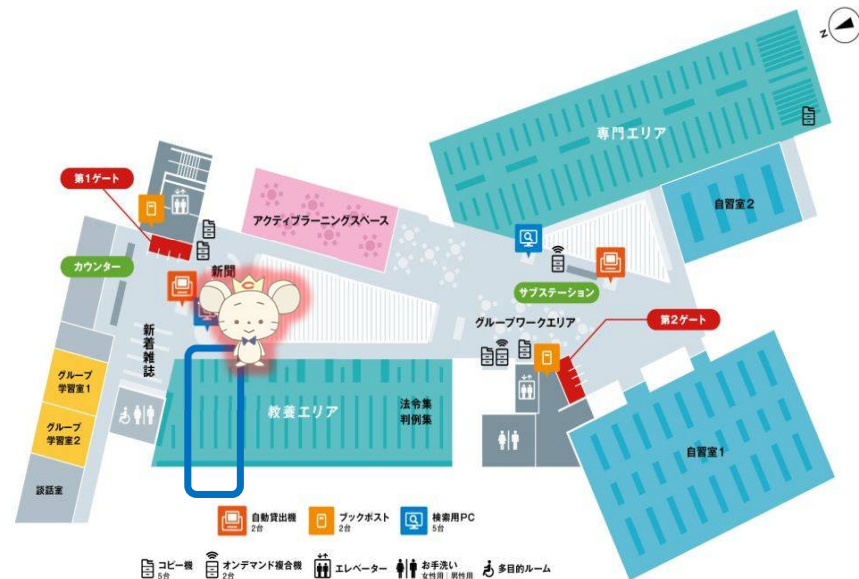 N
専門エリア
第1ゲート
自習室2
アクティブラーニングスペース
カウンター
新聞
サブステーション
新着雑誌
グループワークエリア
第2ゲート
グループ
学習室1
教養エリア
法令集
判例集
グループ
学習室2
自習室1
談話室
自動貸出機
2台
ブックポスト
2台
検索用PC
5台
コピー機
5台
オンデマンド複合機
2台
エレベーター
お手洗い
女性用｜男性用
多目的ルーム